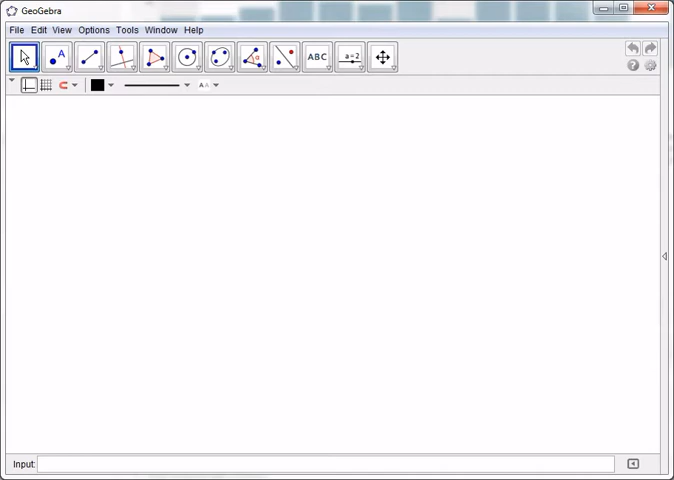 GeoGebra
File Edit View Options Tools Window Help
A α ABC a=2
A A
Input: